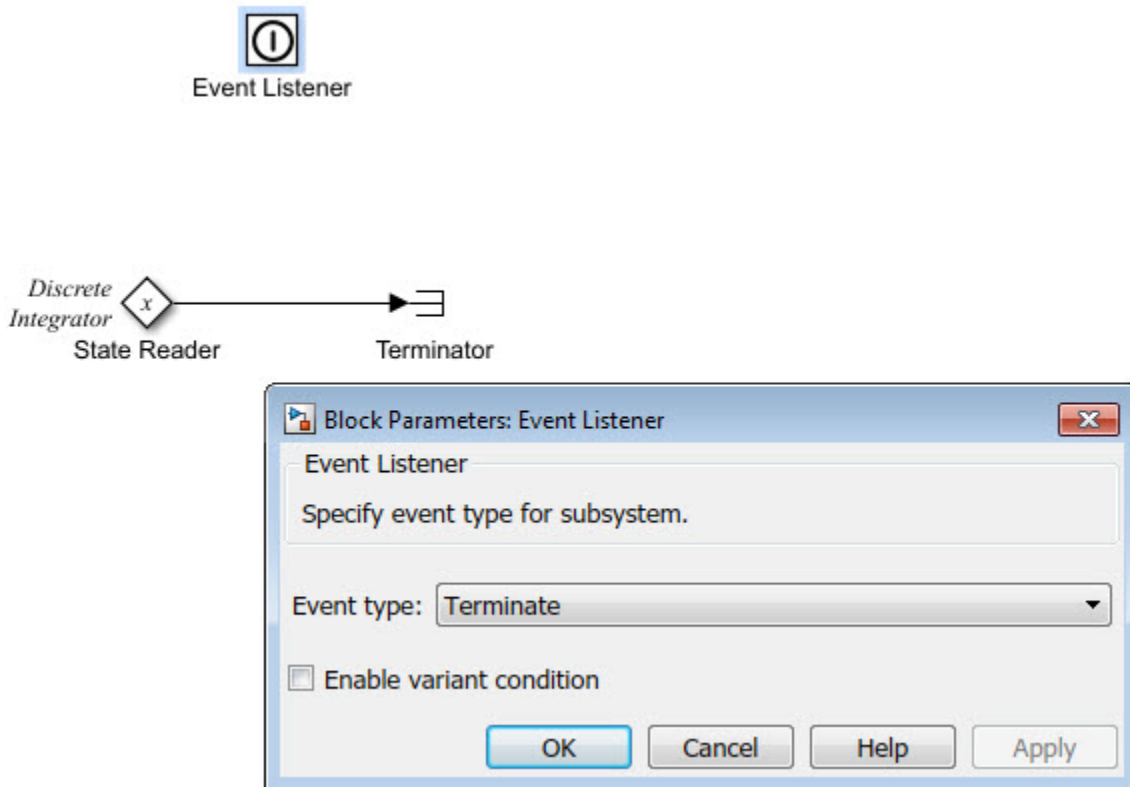 Event Listener
Discrete
Integrator
x
State Reader
Terminator
Block Parameters: Event Listener
Event Listener
Specify event type for subsystem.
Event type: Terminate
Enable variant condition
OK Cancel Help Apply